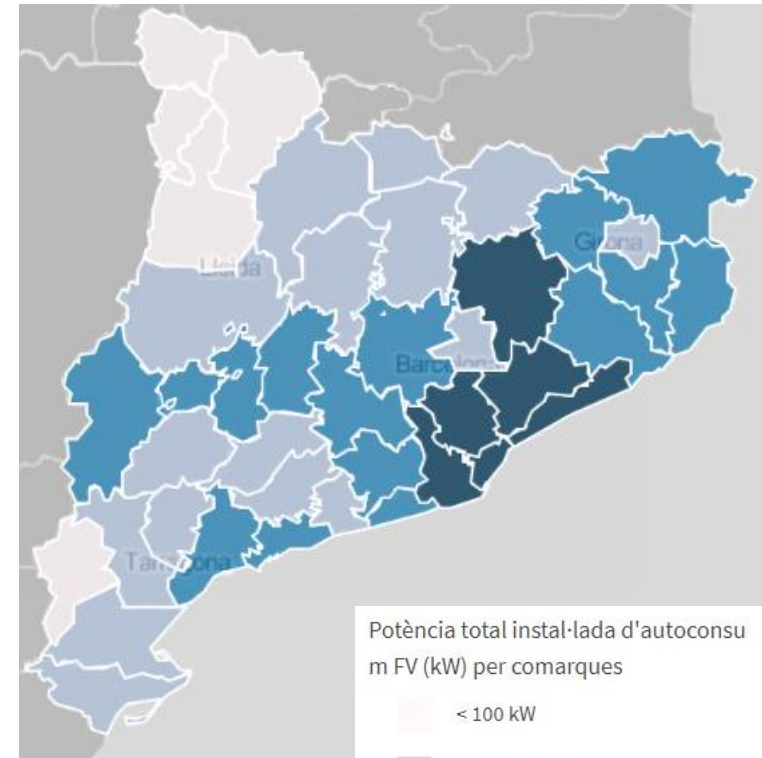 Girona
Lleida
Barcelona
Tarragona
Potència total instal·lada d'autoconsu
m FV (kW) per comarques
< 100 kW